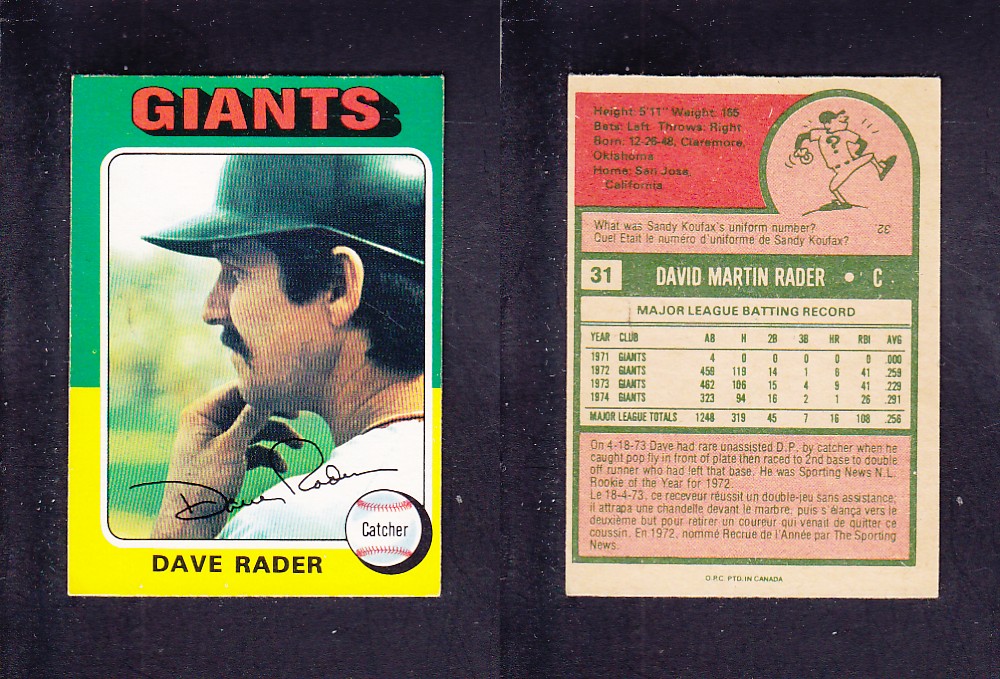 GIANTS
Dave Rader
Catcher
DAVE RADER
Height: 5'11" Weight: 165
Bats: Left Throws: Right
Born: 12-26-48, Claremore,
Oklahoma
Home: San Jose,
California
?
What was Sandy Koufax's uniform number?
Quel Etait le numéro d'uniforme de Sandy Koufax?
32
31 DAVID MARTIN RADER • C
MAJOR LEAGUE BATTING RECORD
YEAR CLUB AB H 2B 3B HR RBI AVG
1971 GIANTS 4 0 0 0 0 0 .000
1972 GIANTS 459 119 14 1 6 41 .259
1973 GIANTS 462 106 15 4 9 41 .229
1974 GIANTS 323 94 16 2 1 26 .291
MAJOR LEAGUE TOTALS 1248 319 45 7 16 108 .256
On 4-18-73 Dave had rare unassisted D.P. by catcher when he
caught pop fly in front of plate then raced to 2nd base to double
off runner who had left that base. He was Sporting News N.L.
Rookie of the Year for 1972.
Le 18-4-73, ce receveur réussit un double-jeu sans assistance,
il attrapa une chandelle devant le marbre, puis s'élança vers le
deuxième but pour retirer un coureur qui venait de quitter ce
coussin. En 1972, nommé Recrue de l'Année par The Sporting
News.
O.P.C. PTD. IN CANADA